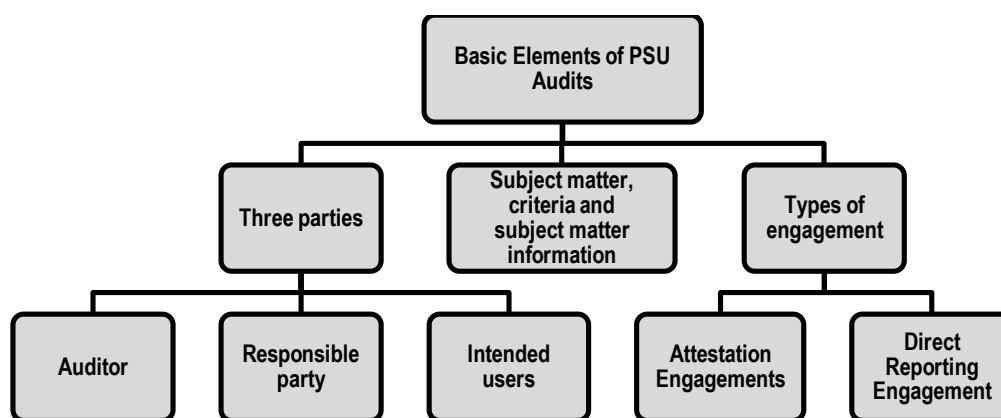 Basic Elements of PSU
Audits
Three parties
Subject matter,
criteria and
subject matter
information
Types of
engagement
Auditor
Responsible
party
Intended
users
Attestation
Engagements
Direct
Reporting
Engagement